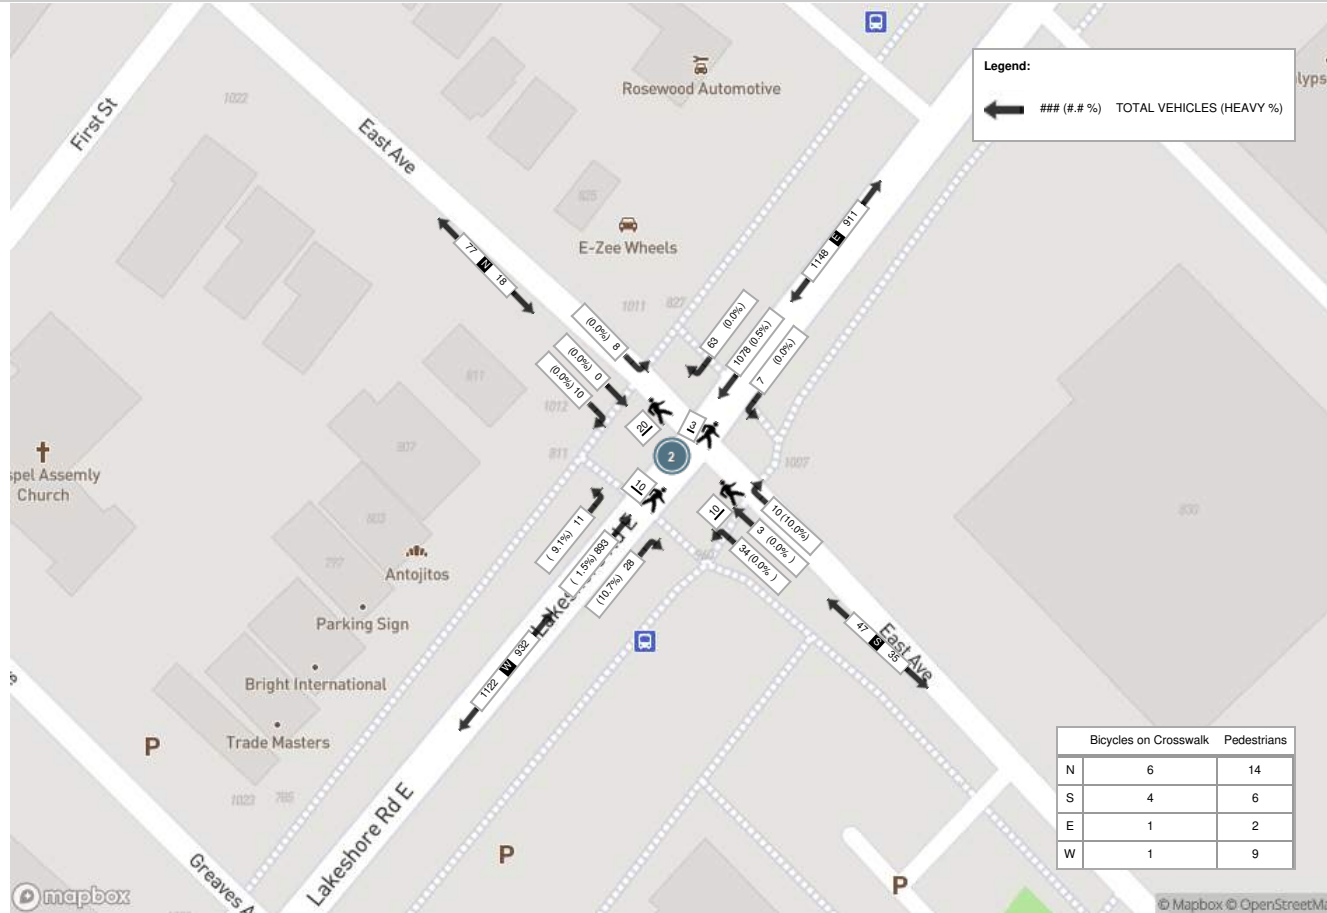 Legend:
### (#.# %) TOTAL VEHICLES (HEAVY %)
Rosewood Automotive
1022
First St
East Ave
825
E-Zee Wheels
1011
827
77 N 18
1148 E 911
(0.0%) 8
(0.0%) 0
(0.0%) 10
63 (0.0%)
1078 (0.5%)
7 (0.0%)
811
1012
20
3
2
807
811
1007
10
10
spel Assemly
Church
803
830
(9.1%) 11
(1.5%) 893
(10.7%) 28
10 (10.0%)
3 (0.0%)
34 (0.0%)
797
Antojitos
Parking Sign
932 W 1122
47 S 35
East Ave
Bright International
Trade Masters
P
1023
785
Lakeshore Rd E
Greaves A
P
P
Bicycles on Crosswalk Pedestrians
N 6 14
S 4 6
E 1 2
W 1 9
mapbox
© Mapbox © OpenStreetMa